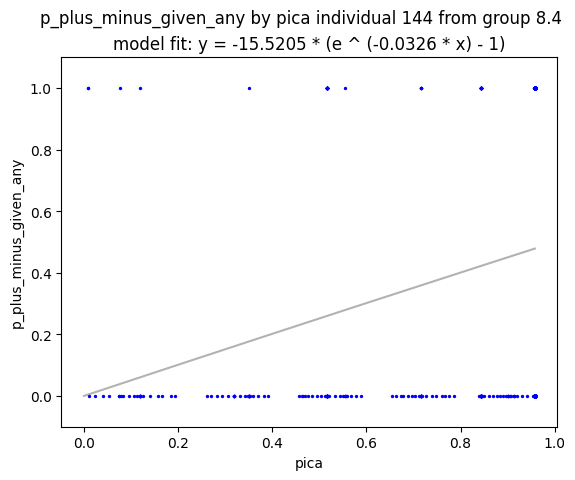 p_plus_minus_given_any by pica individual 144 from group 8.4
model fit: y = -15.5205 * (e ^ (-0.0326 * x) - 1)
1.0
0.8
0.6
0.4
0.2
0.0
p_plus_minus_given_any
0.0 0.2 0.4 0.6 0.8 1.0
pica